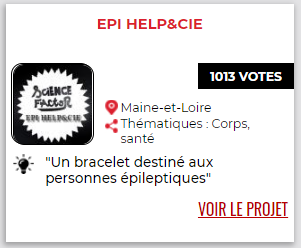 EPI HELP&CIE
1013 VOTES
SCIENCE
FACTOR
EPI HELP&CIE
Maine-et-Loire
Thématiques : Corps,
santé
"Un bracelet destiné aux
personnes épileptiques"
VOIR LE PROJET